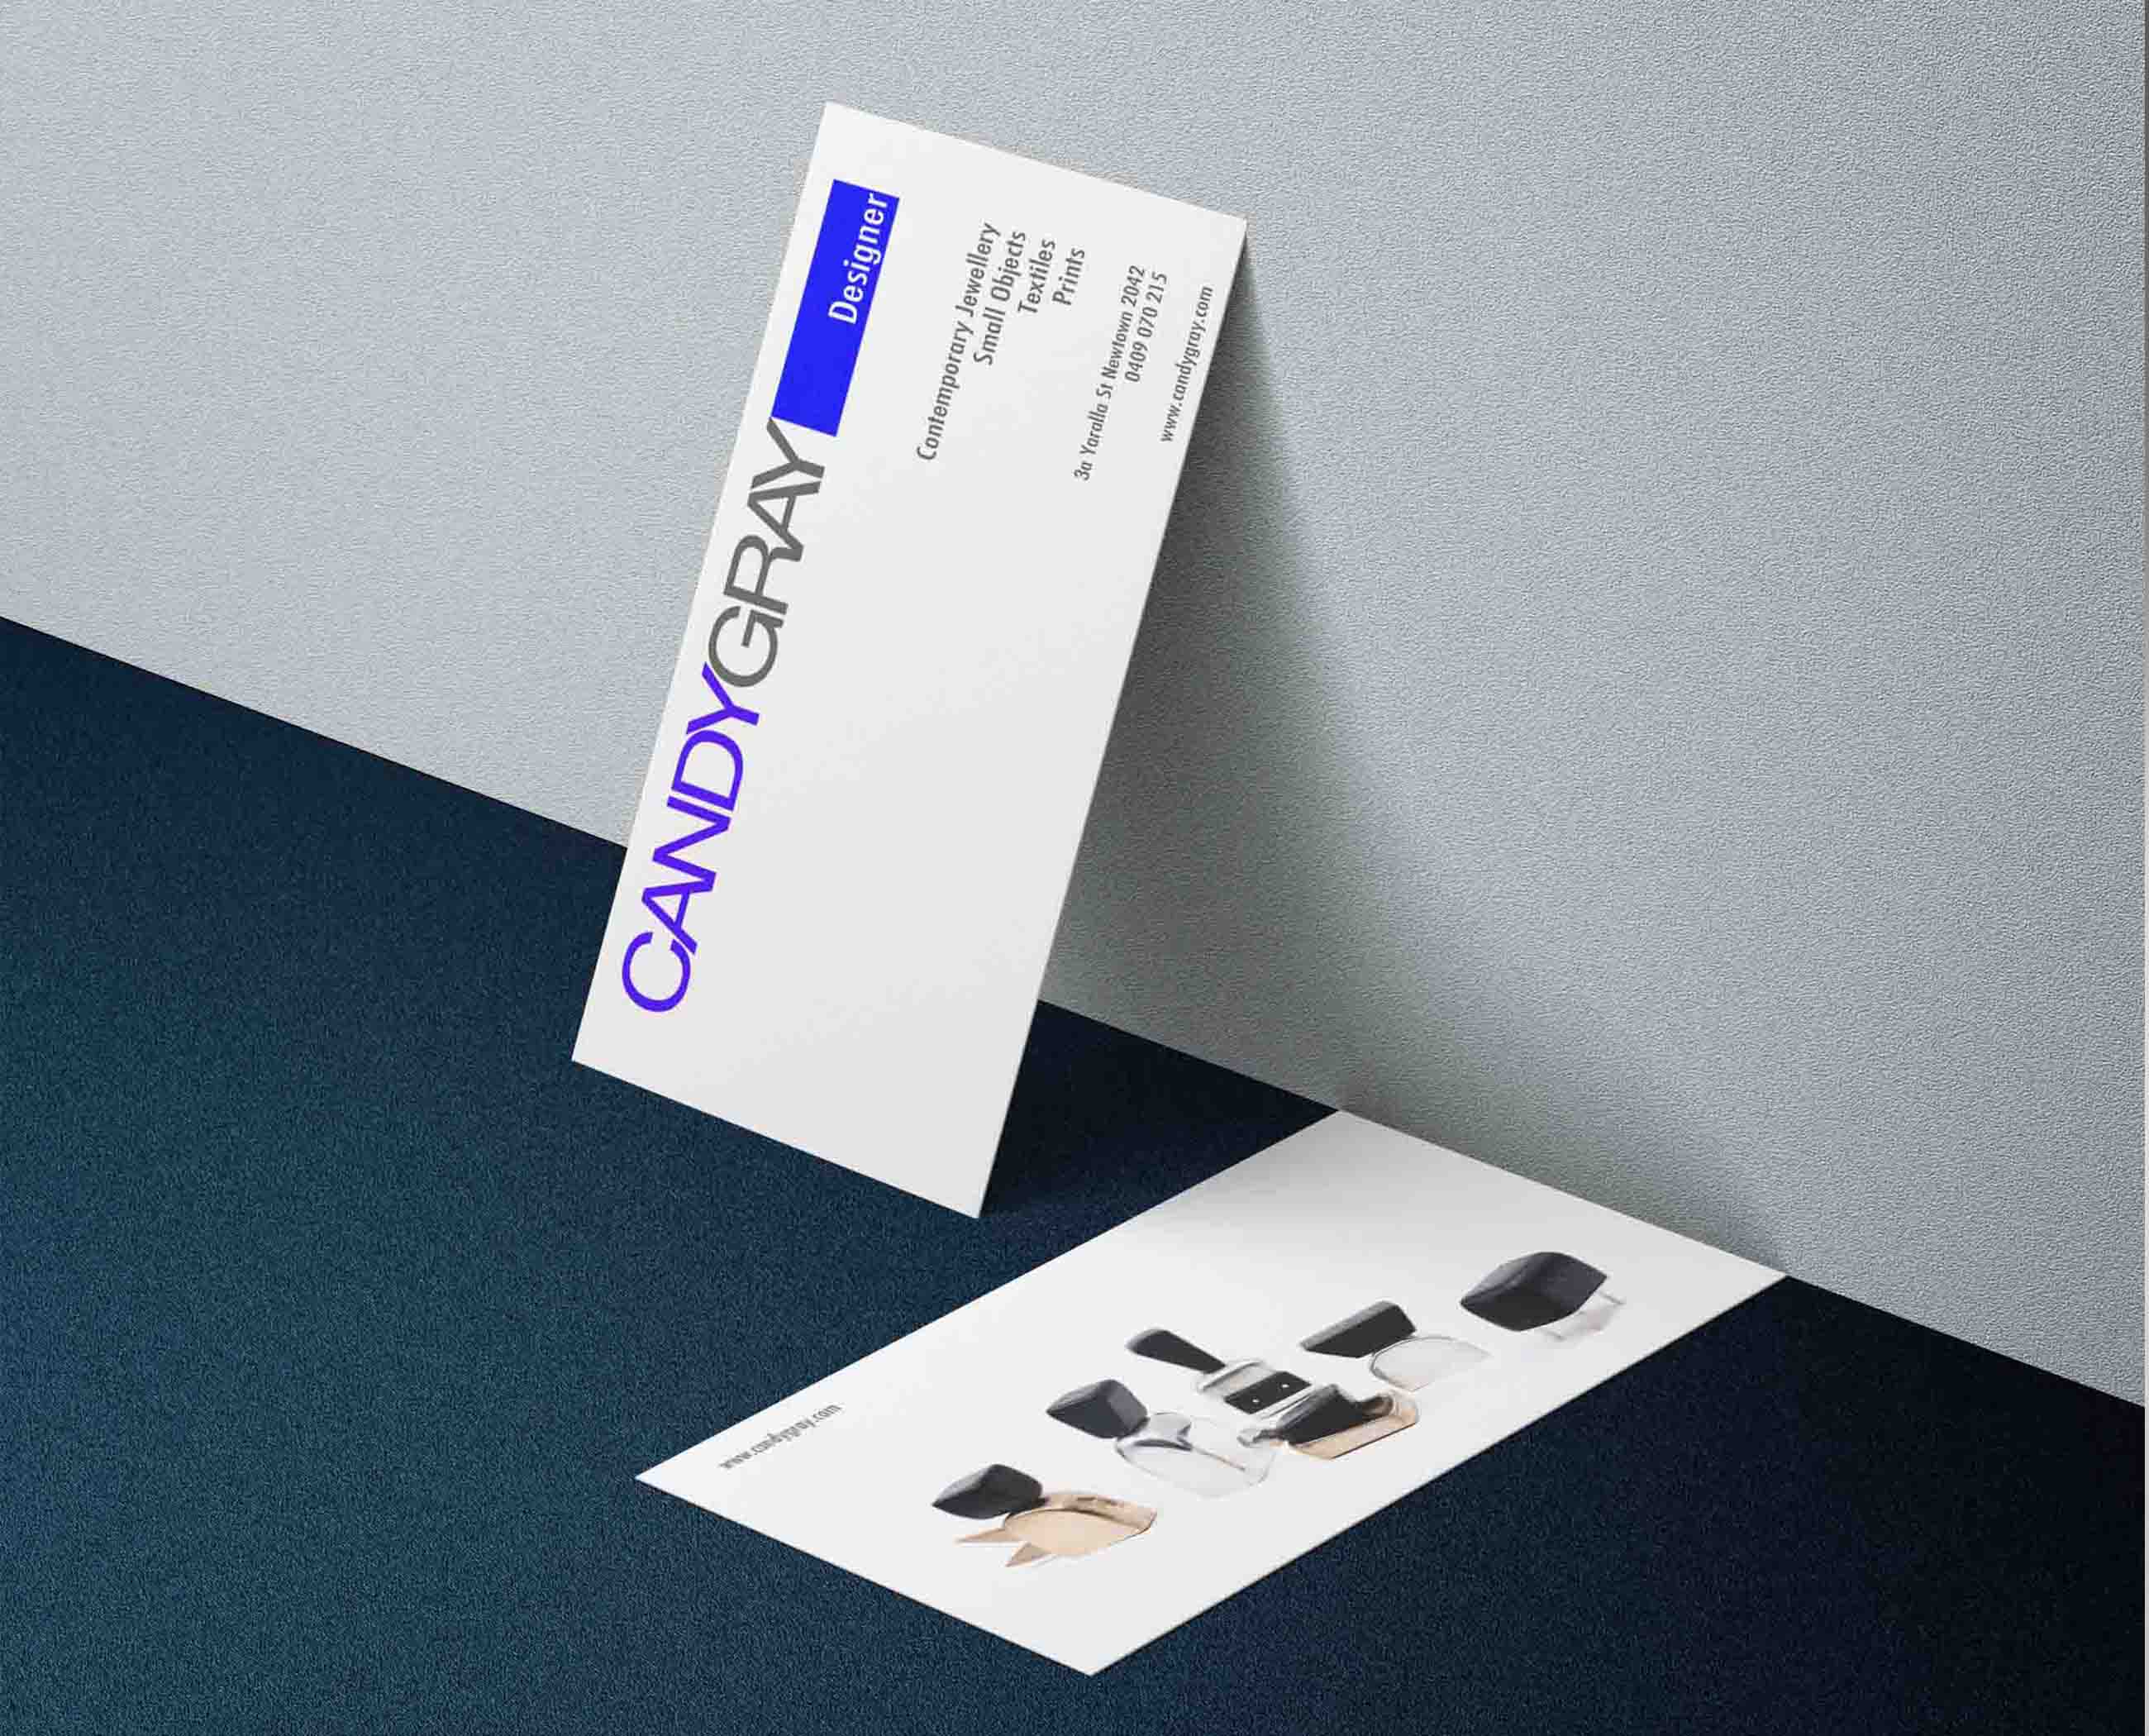 CANDYGRAY
Designer
Contemporary Jewellery
Small Objects
Textiles
Prints
3a Yaralla St Newtown 2042
0409 070 215
www.candygray.com
www.candygray.com